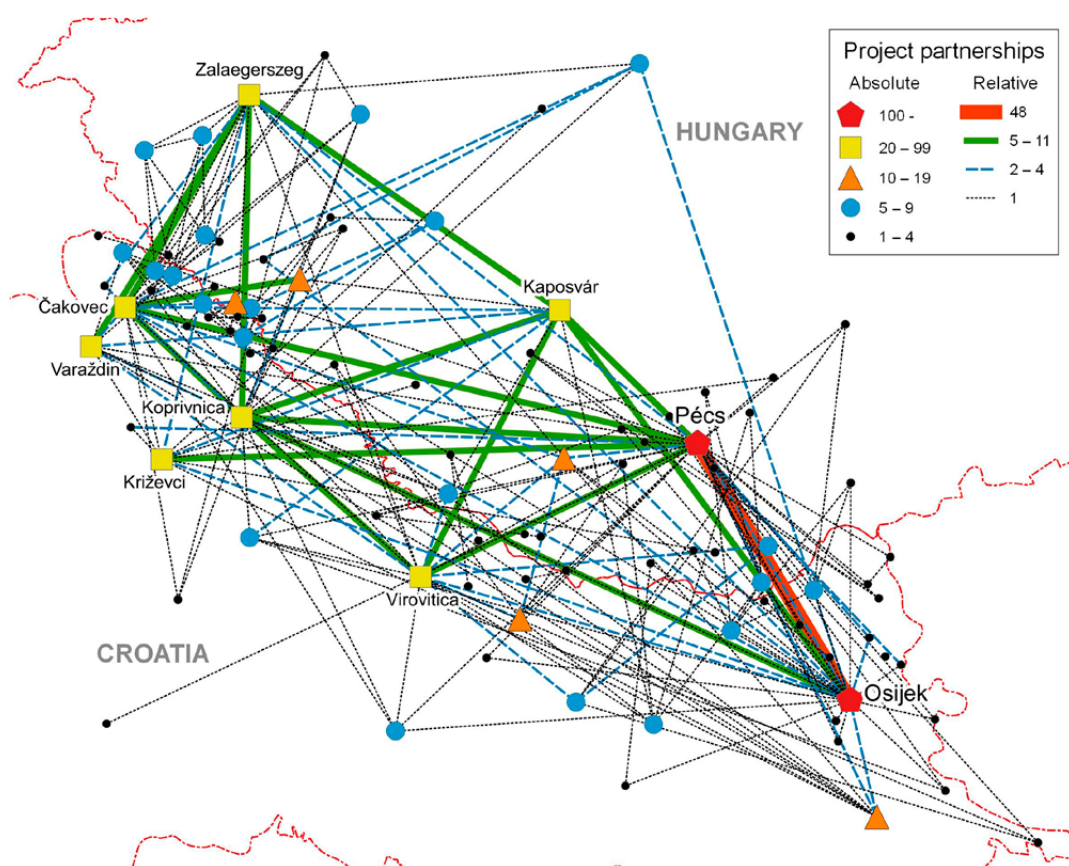 Project partnerships
Absolute Relative
100 - 48
20 – 99 5 – 11
10 – 19 2 – 4
5 – 9 1
1 – 4
Zalaegerszeg
HUNGARY
Kaposvár
Čakovec
Varaždin
Pécs
Koprivnica
Križevci
Virovitica
CROATIA
Osijek